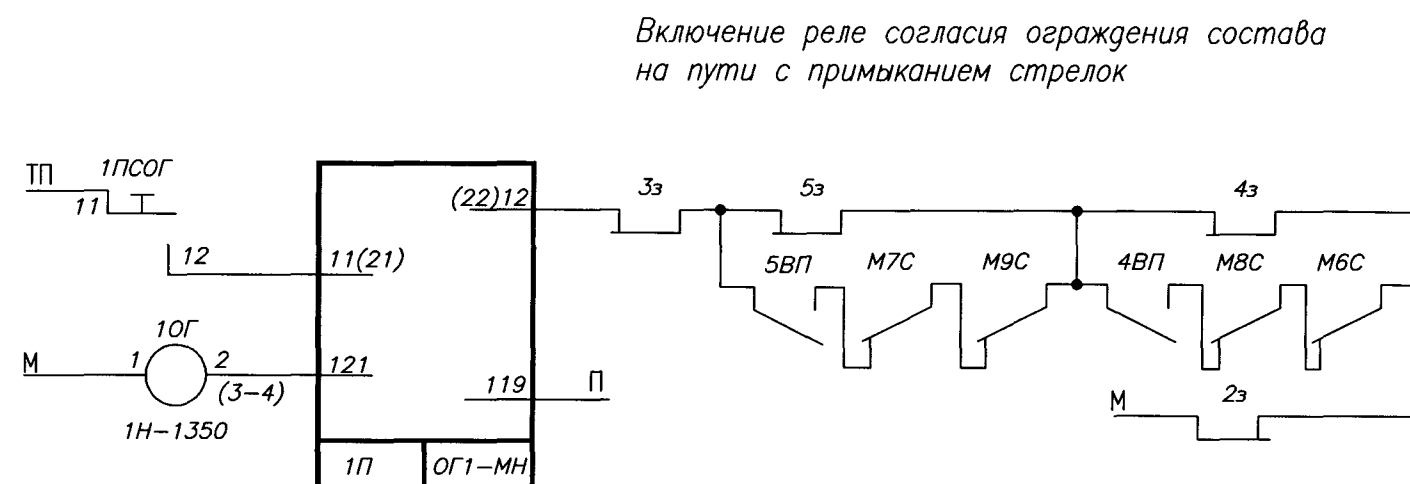 Включение реле согласия ограждения состава
на пути с примыканием стрелок
ТП
1ПСОГ
11
12
11(21)
(22)12
3з
5з
4з
5ВП
М7С
М9С
4ВП
М8С
М6С
1ОГ
М
1
2
(3-4)
121
1Н-1350
119
П
М
2з
1П
ОГ1-МН